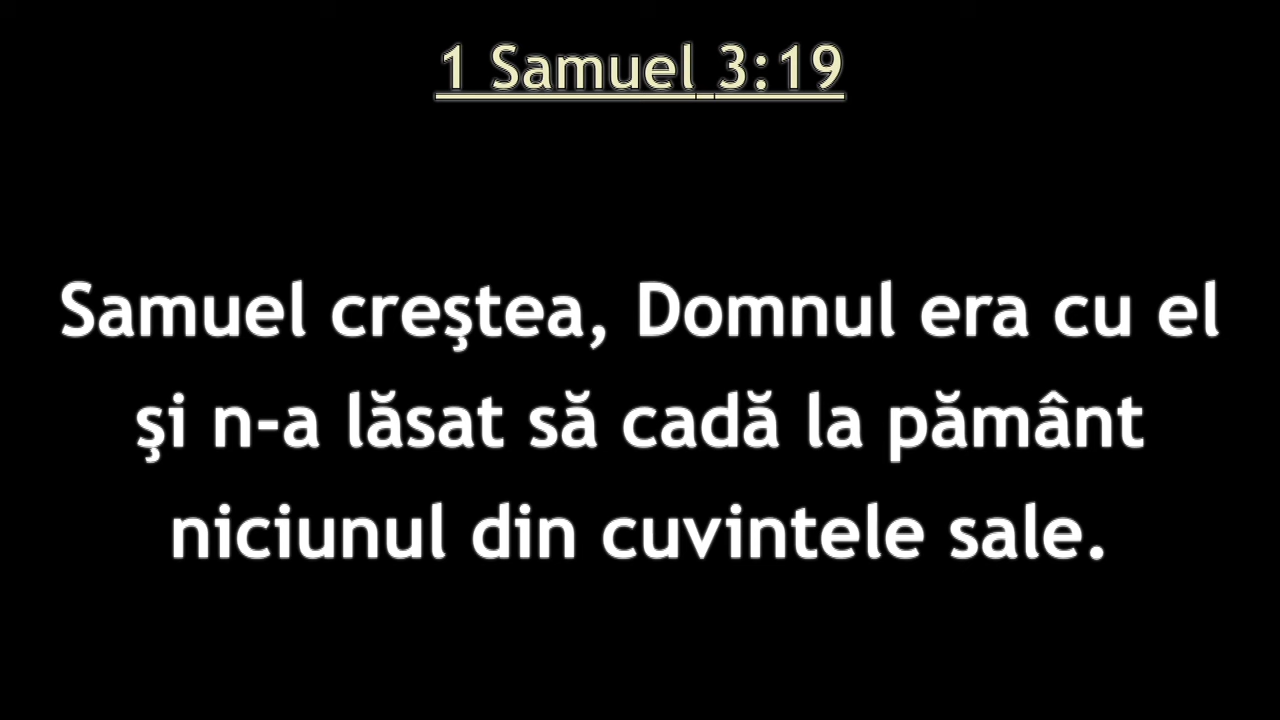 1 Samuel 3:19
Samuel creştea, Domnul era cu el
şi n-a lăsat să cadă la pământ
niciunul din cuvintele sale.